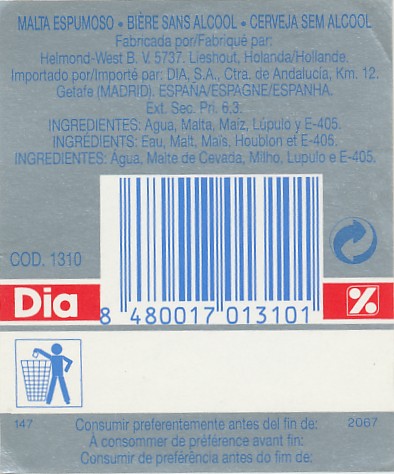 MALTA ESPUMOSO • BIÈRE SANS ALCOOL • CERVEJA SEM ALCOOL
Fabricada por/Fabriqué par:
Helmond-West B. V. 5737. Lieshout, Holanda/Hollande.
Importado por/importé par: DIA, S.A., Ctra. de Andalucía, Km. 12.
Getafe (MADRID). ESPAÑA/ESPAGNE/ESPANHA.
Ext. Sec. Pri. 6,3.
INGREDIENTES: Agua, Malta, Maíz, Lúpulo y E-405.
INGRÉDIENTS: Eau, Malt, Maïs, Houblon et E-405.
INGREDIENTES: Água, Malte de Cevada, Milho, Lupulo e E-405.
COD. 1310
Dia %
8 480017 013101
147 Consumir preferentemente antes del fin de: 2067
A consommer de préférence avant fin:
Consumir de preferência antes do fim de: